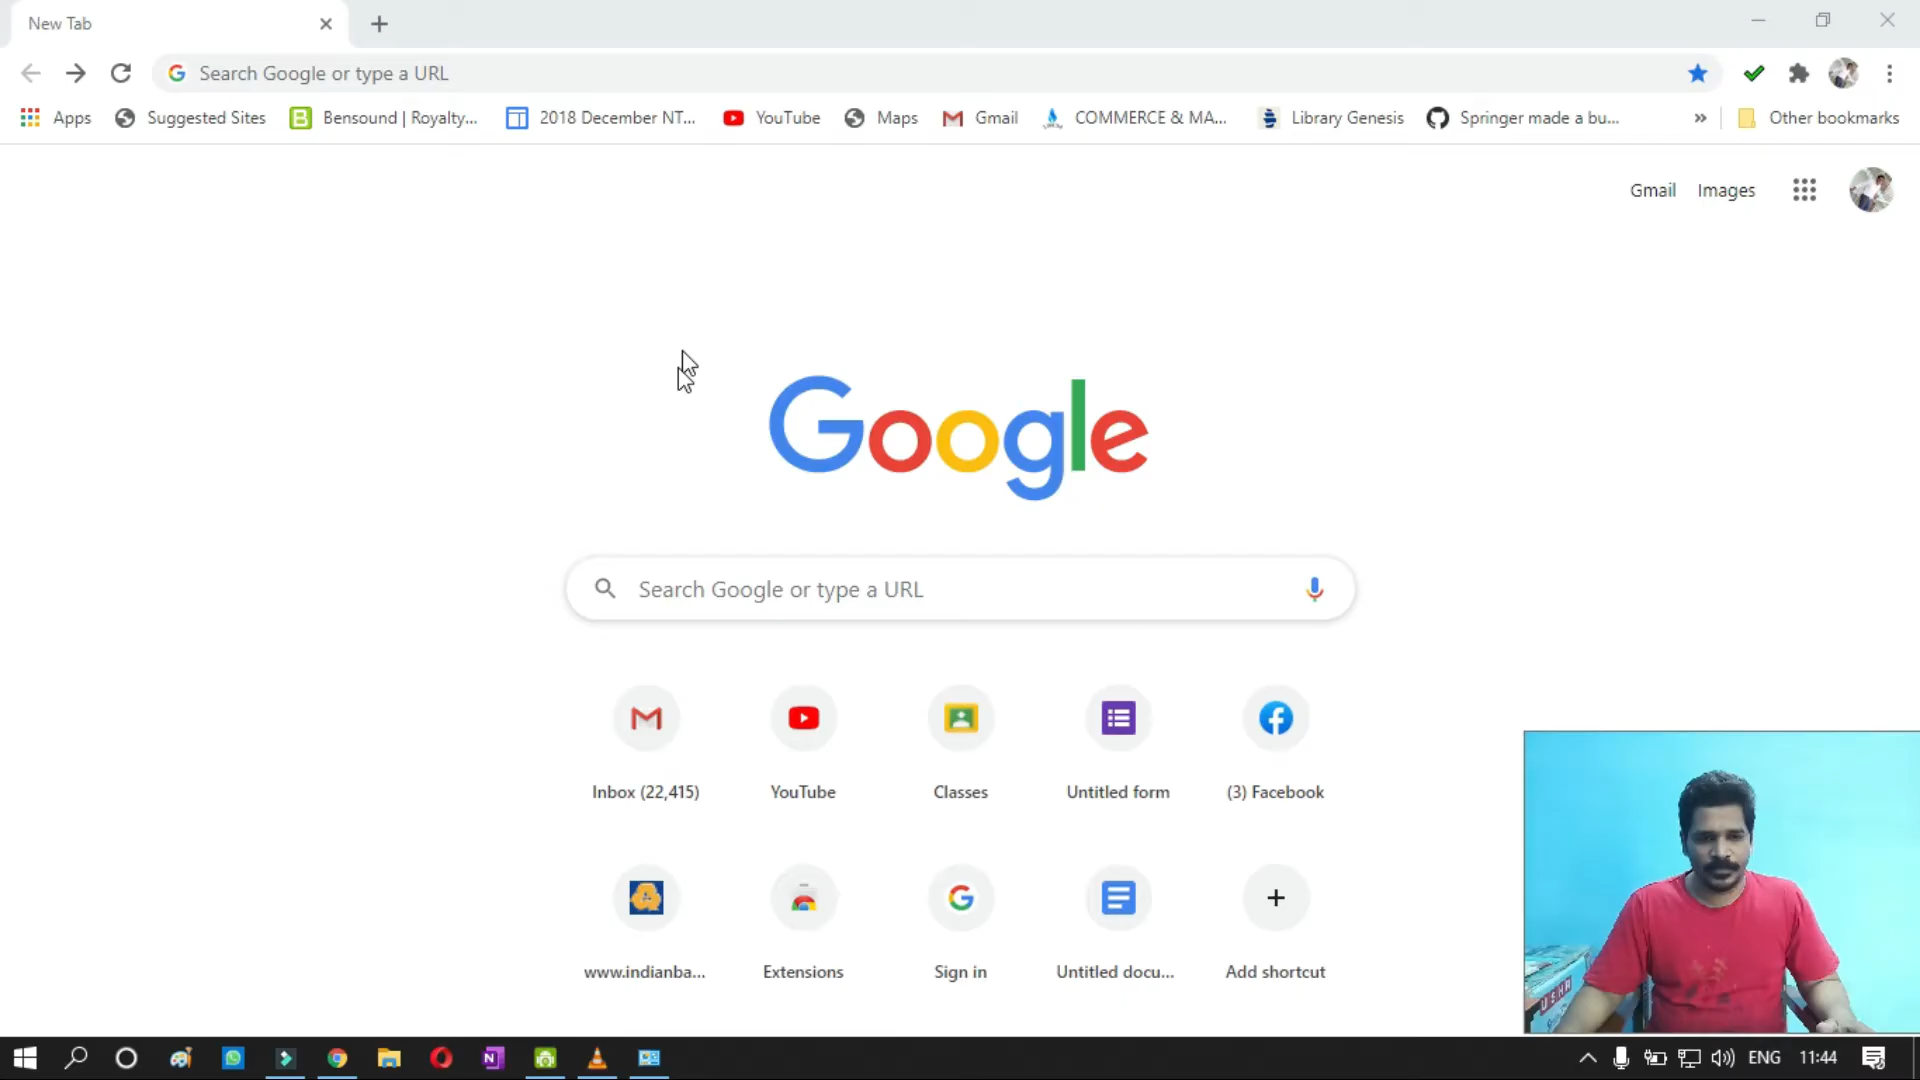 New Tab
Search Google or type a URL
Apps Suggested Sites Bensound | Royalty... 2018 December NT... YouTube Maps Gmail COMMERCE & MA... Library Genesis Springer made a bu... » Other bookmarks
Gmail Images
Google
Search Google or type a URL
Inbox (22,415) YouTube Classes Untitled form (3) Facebook
www.indianba... Extensions Sign in Untitled docu... Add shortcut
USHA
ENG 11:44